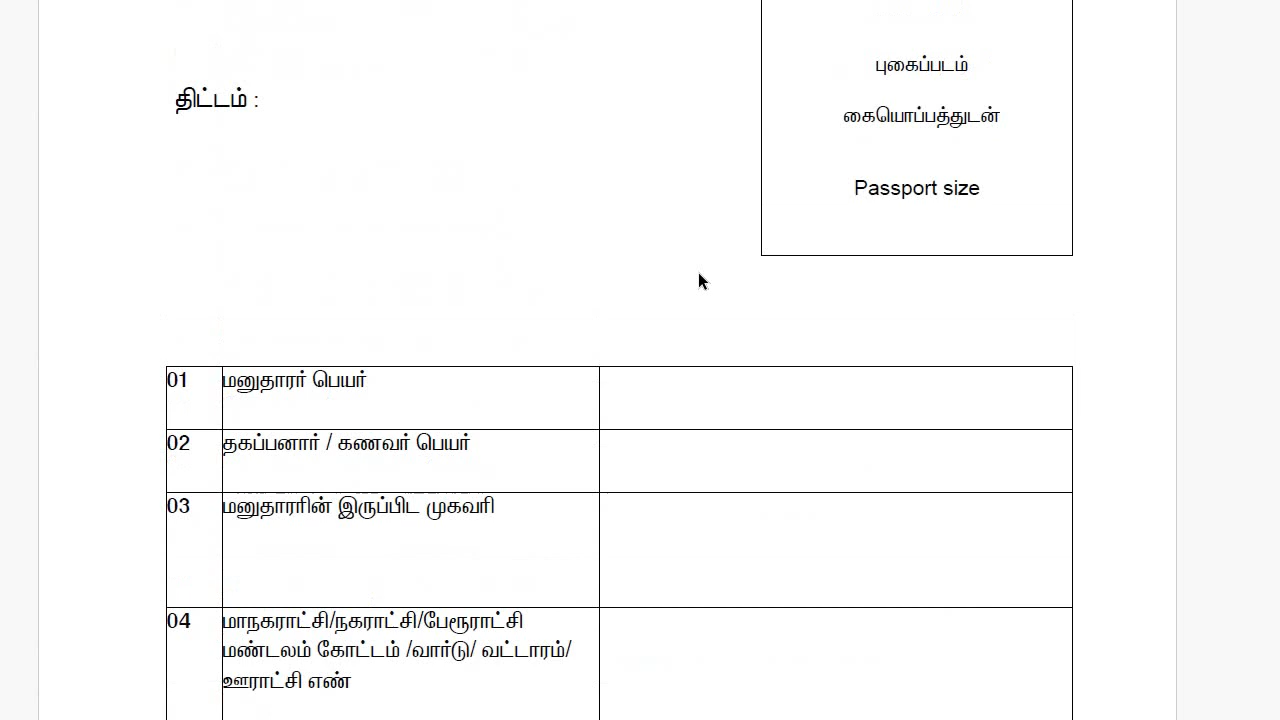 புகைப்படம்
திட்டம் :
கையொப்பத்துடன்
Passport size
01 மனுதாரர் பெயர்
02 தகப்பனார் / கணவர் பெயர்
03 மனுதாரரின் இருப்பிட முகவரி
04 மாநகராட்சி/நகராட்சி/பேரூராட்சி
மண்டலம் கோட்டம் /வார்டு/ வட்டாரம்/
ஊராட்சி எண்